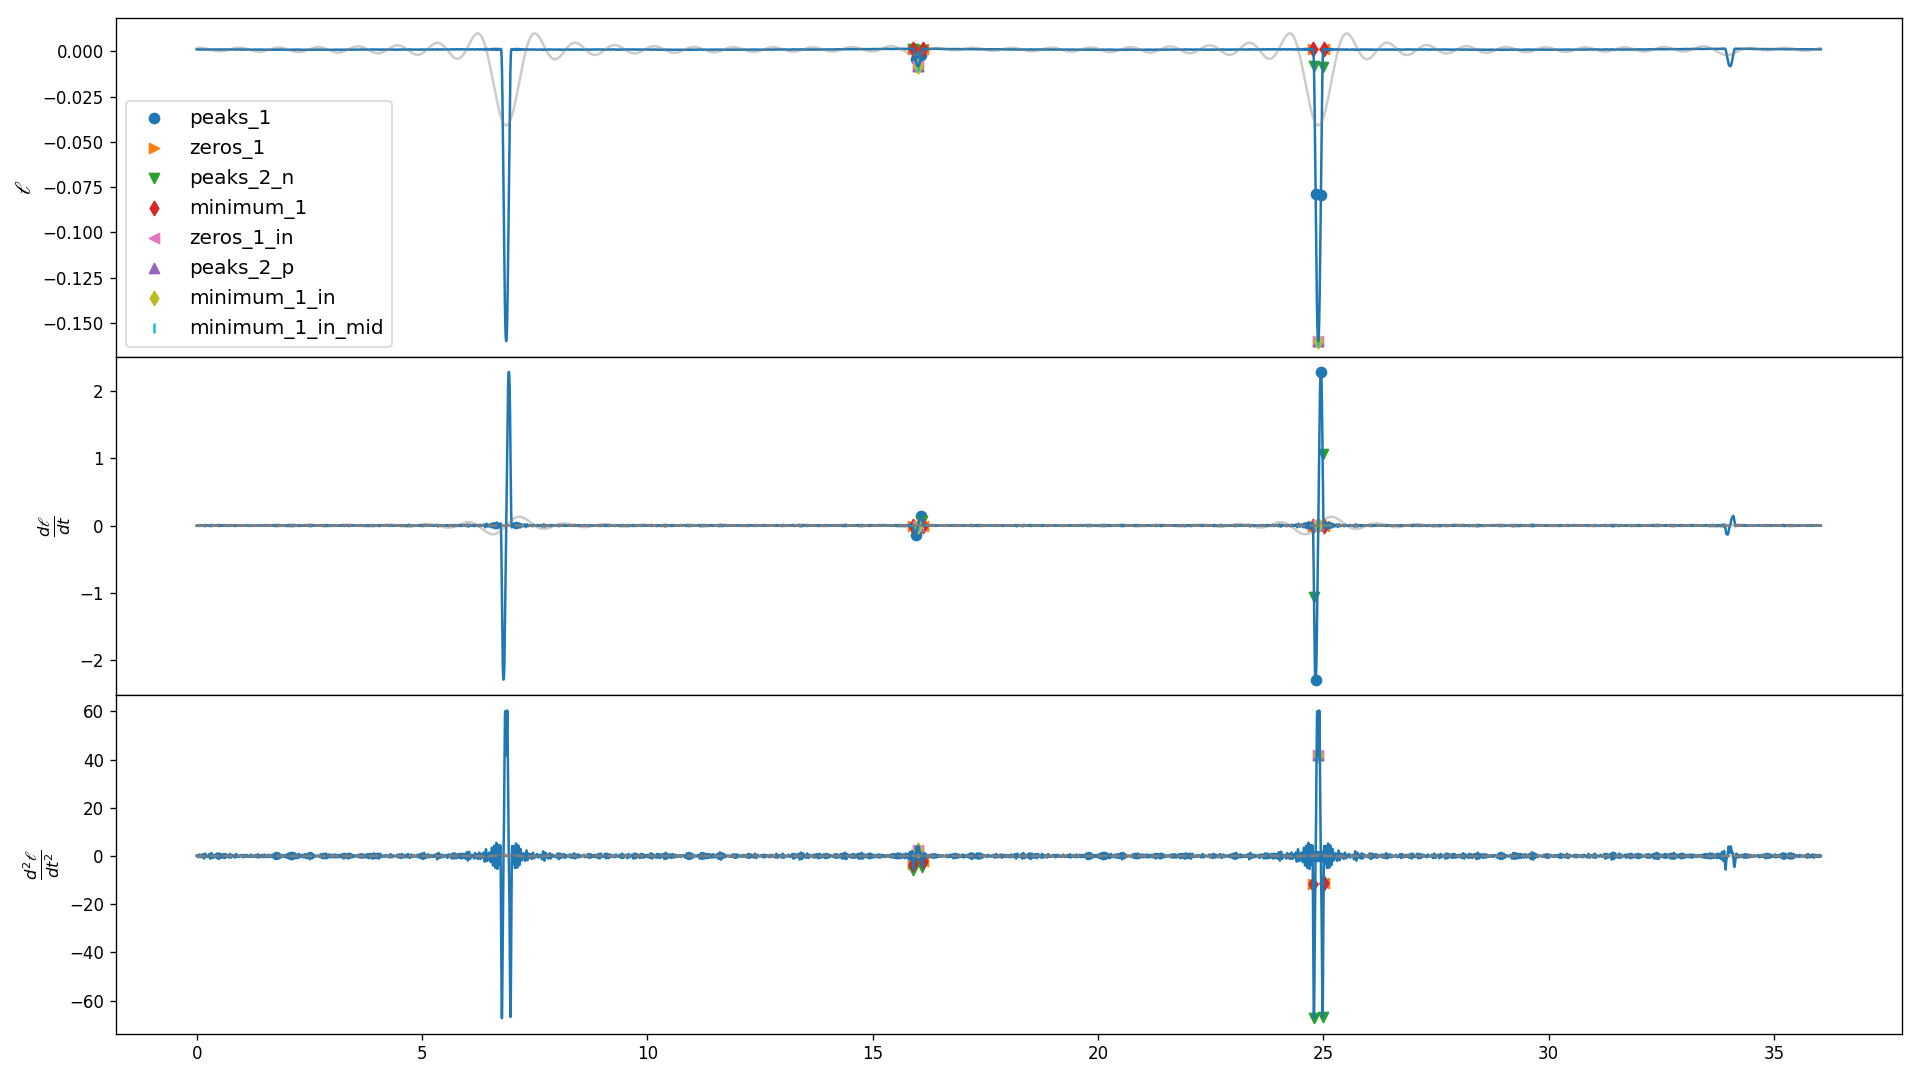 0.000
−0.025
−0.050
−0.075
−0.100
−0.125
−0.150
ℓ
peaks_1
zeros_1
peaks_2_n
minimum_1
zeros_1_in
peaks_2_p
minimum_1_in
minimum_1_in_mid
2
1
0
−1
−2
dℓ
dt
60
40
20
0
−20
−40
−60
d²ℓ
dt²
0 5 10 15 20 25 30 35